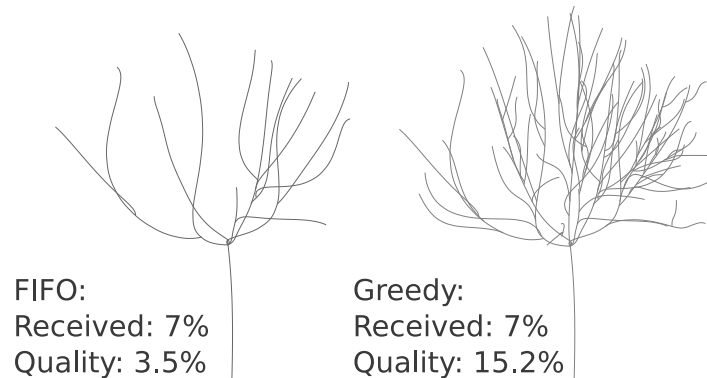 FIFO:
Received: 7%
Quality: 3.5%
Greedy:
Received: 7%
Quality: 15.2%